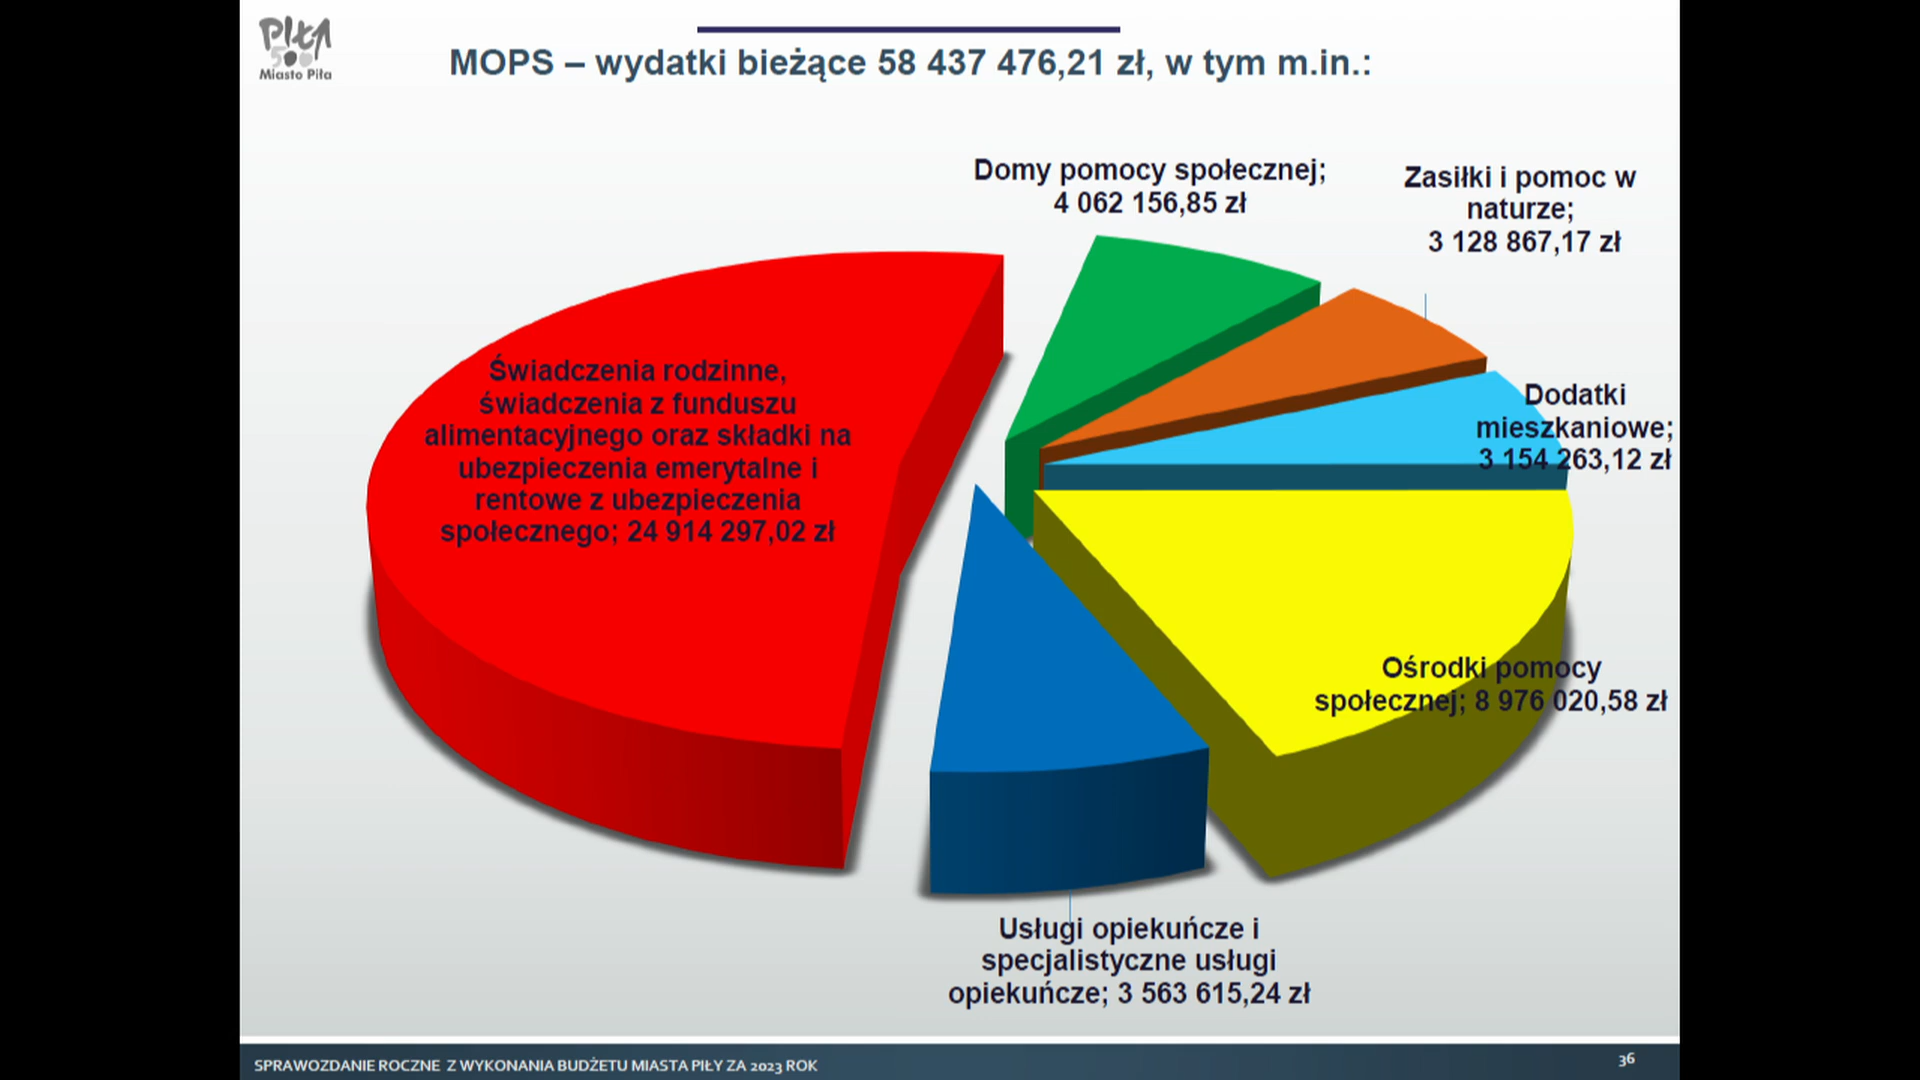 PIŁA
500
Miasto Piła
MOPS – wydatki bieżące 58 437 476,21 zł, w tym m.in.:
Domy pomocy społecznej;
4 062 156,85 zł
Zasiłki i pomoc w
naturze;
3 128 867,17 zł
Świadczenia rodzinne,
świadczenia z funduszu
alimentacyjnego oraz składki na
ubezpieczenia emerytalne i
rentowe z ubezpieczenia
społecznego; 24 914 297,02 zł
Dodatki
mieszkaniowe;
3 154 263,12 zł
Ośrodki pomocy
społecznej; 8 976 020,58 zł
Usługi opiekuńcze i
specjalistyczne usługi
opiekuńcze; 3 563 615,24 zł
SPRAWOZDANIE ROCZNE Z WYKONANIA BUDŻETU MIASTA PIŁY ZA 2023 ROK
36